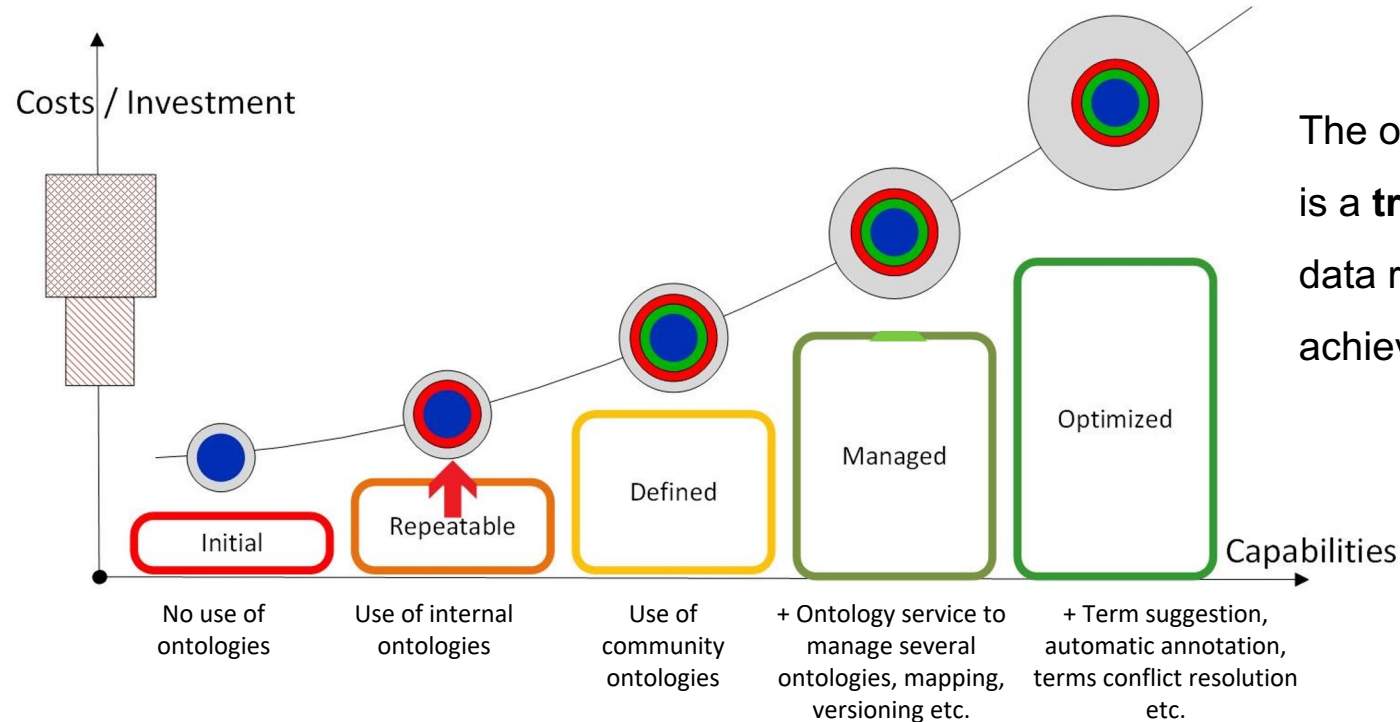 Costs / Investment
The o
is a tr
data r
achiev
Initial
Repeatable
Defined
Managed
Optimized
Capabilities
No use of
ontologies
Use of internal
ontologies
Use of
community
ontologies
+ Ontology service to
manage several
ontologies, mapping,
versioning etc.
+ Term suggestion,
automatic annotation,
terms conflict resolution
etc.